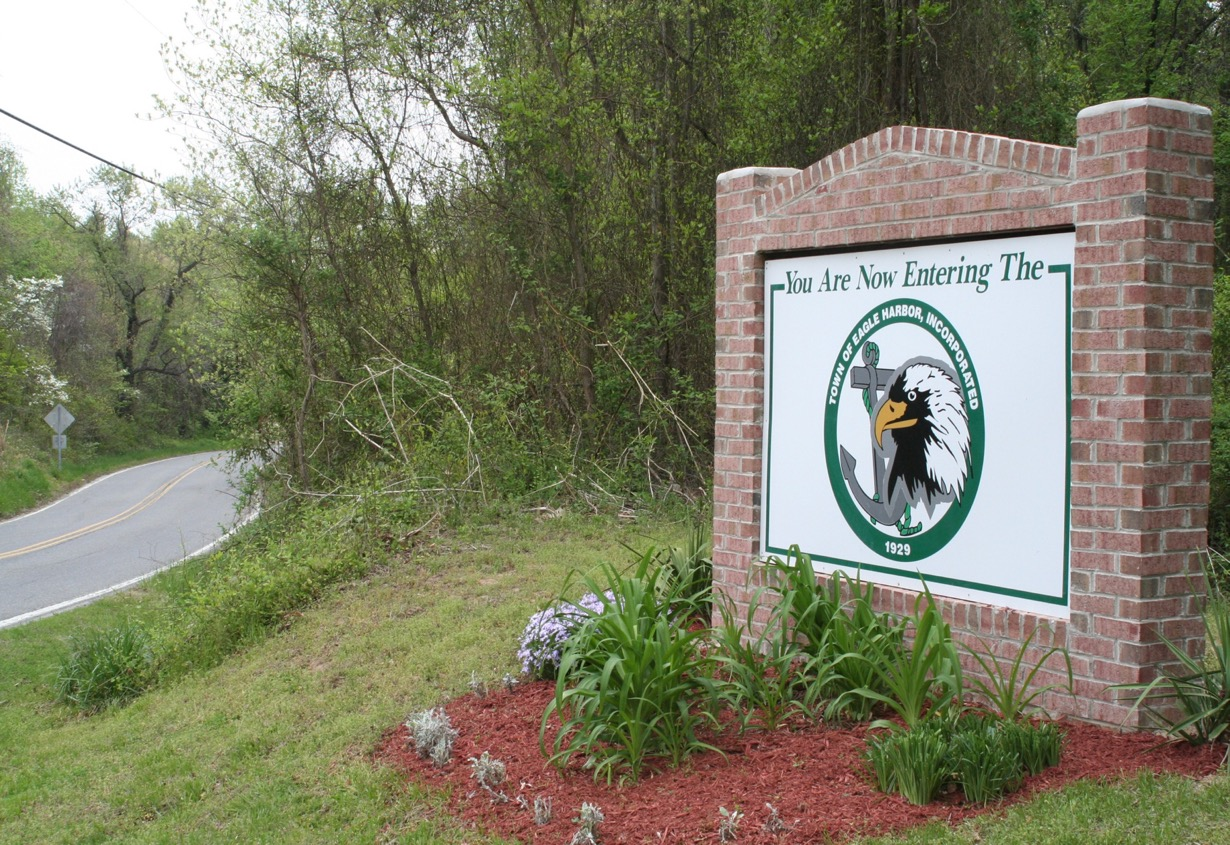 You Are Now Entering The
TOWN OF EAGLE HARBOR, INCORPORATED
1929